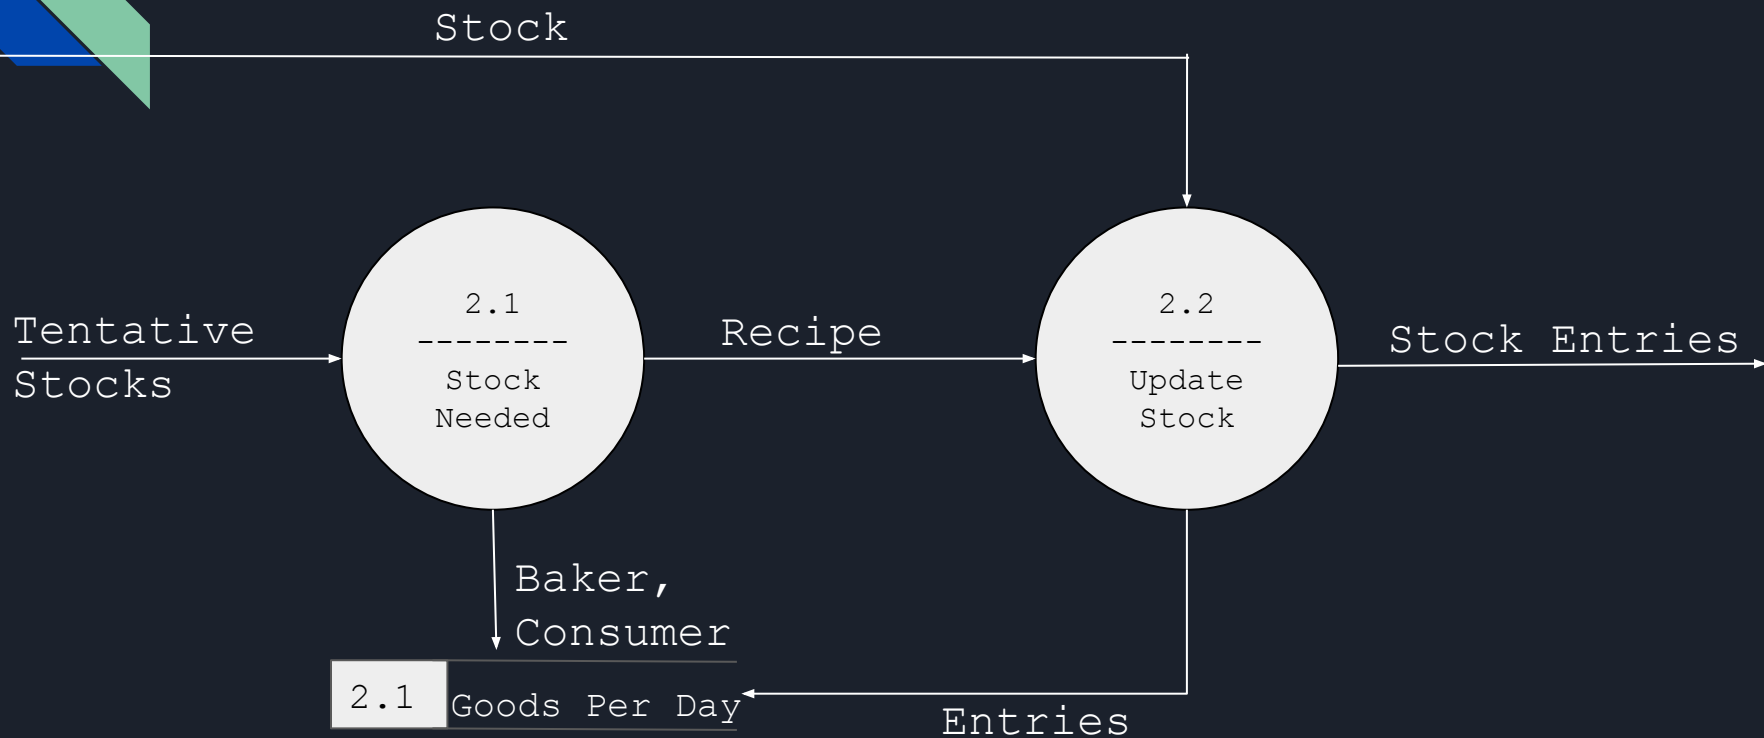 Stock
Tentative
Stocks
2.1
--------
Stock
Needed
Recipe
2.2
--------
Update
Stock
Stock Entries
Baker,
Consumer
2.1
Goods Per Day
Entries